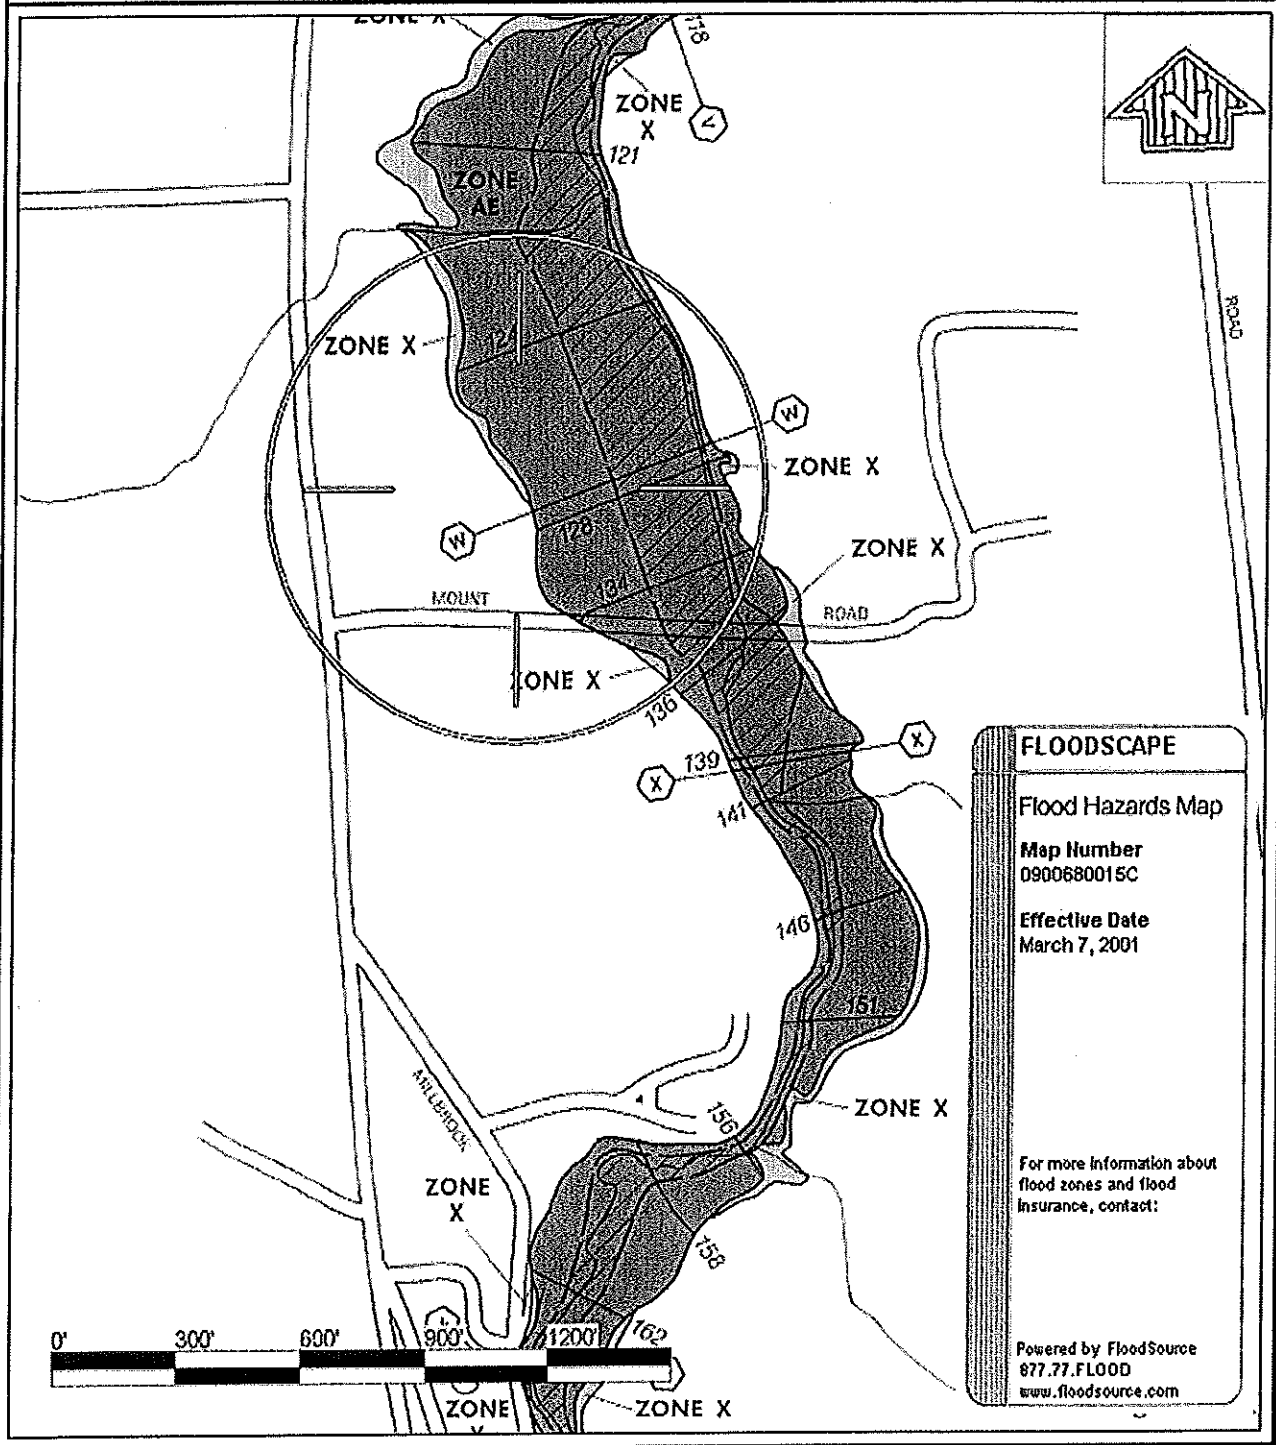 ZONE X
118
N
ZONE
X
V
121
ZONE
AE
ROAD
ZONE X
124
W
ZONE X
128
W
ZONE X
134
MOUNT
ROAD
ZONE X
136
139
X
X
141
FLOODSCAPE
Flood Hazards Map
Map Number
0900680015C
Effective Date
March 7, 2001
146
151
MILLBROOK
156
ZONE X
For more information about
flood zones and flood
insurance, contact:
ZONE
X
158
162
0' 300' 600' 900' 1200'
Powered by FloodSource
877.77.FLOOD
www.floodsource.com
ZONE
ZONE X